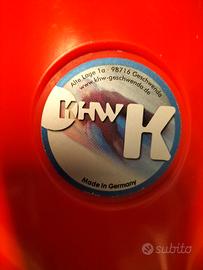 Alte Lage 1a · 98716 Geschwenda
www.khw-geschwenda.de
KHW
K
Made in Germany
subito